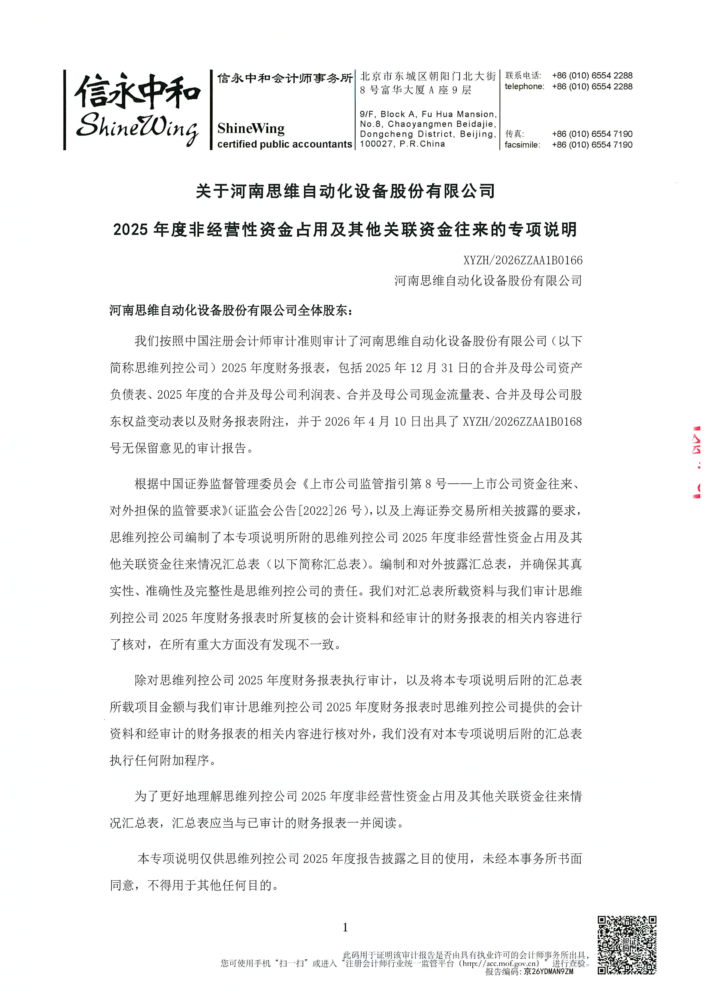 信永中和
ShineWing
信永中和会计师事务所
ShineWing
certified public accountants
北京市东城区朝阳门北大街
8 号富华大厦 A 座 9 层
9/F, Block A, Fu Hua Mansion,
No.8, Chaoyangmen Beidajie,
Dongcheng District, Beijing,
100027, P.R.China
联系电话: +86 (010) 6554 2288
telephone: +86 (010) 6554 2288
传真: +86 (010) 6554 7190
facsimile: +86 (010) 6554 7190
关于河南思维自动化设备股份有限公司
2025 年度非经营性资金占用及其他关联资金往来的专项说明
XYZH/2026ZZAA1B0166
河南思维自动化设备股份有限公司
河南思维自动化设备股份有限公司全体股东：
我们按照中国注册会计师审计准则审计了河南思维自动化设备股份有限公司（以下
简称思维列控公司）2025 年度财务报表，包括 2025 年 12 月 31 日的合并及母公司资产
负债表、2025 年度的合并及母公司利润表、合并及母公司现金流量表、合并及母公司股
东权益变动表以及财务报表附注，并于 2026 年 4 月 10 日出具了 XYZH/2026ZZAA1B0168
号无保留意见的审计报告。
根据中国证券监督管理委员会《上市公司监管指引第 8 号——上市公司资金往来、
对外担保的监管要求》（证监会公告[2022]26 号），以及上海证券交易所相关披露的要求，
思维列控公司编制了本专项说明所附的思维列控公司 2025 年度非经营性资金占用及其
他关联资金往来情况汇总表（以下简称汇总表）。编制和对外披露汇总表，并确保其真
实性、准确性及完整性是思维列控公司的责任。我们对汇总表所载资料与我们审计思维
列控公司 2025 年度财务报表时所复核的会计资料和经审计的财务报表的相关内容进行
了核对，在所有重大方面没有发现不一致。
除对思维列控公司 2025 年度财务报表执行审计，以及将本专项说明后附的汇总表
所载项目金额与我们审计思维列控公司 2025 年度财务报表时思维列控公司提供的会计
资料和经审计的财务报表的相关内容进行核对外，我们没有对本专项说明后附的汇总表
执行任何附加程序。
为了更好地理解思维列控公司 2025 年度非经营性资金占用及其他关联资金往来情
况汇总表，汇总表应当与已审计的财务报表一并阅读。
本专项说明仅供思维列控公司 2025 年度报告披露之目的使用，未经本事务所书面
同意，不得用于其他任何目的。
1
验证码
此码用于证明该审计报告是否由具有执业许可的会计师事务所出具，
您可使用手机“扫一扫”或进入“注册会计师行业统一监管平台（http://acc.mof.gov.cn）”进行查验。
报告编码：京26YDMAN9ZM